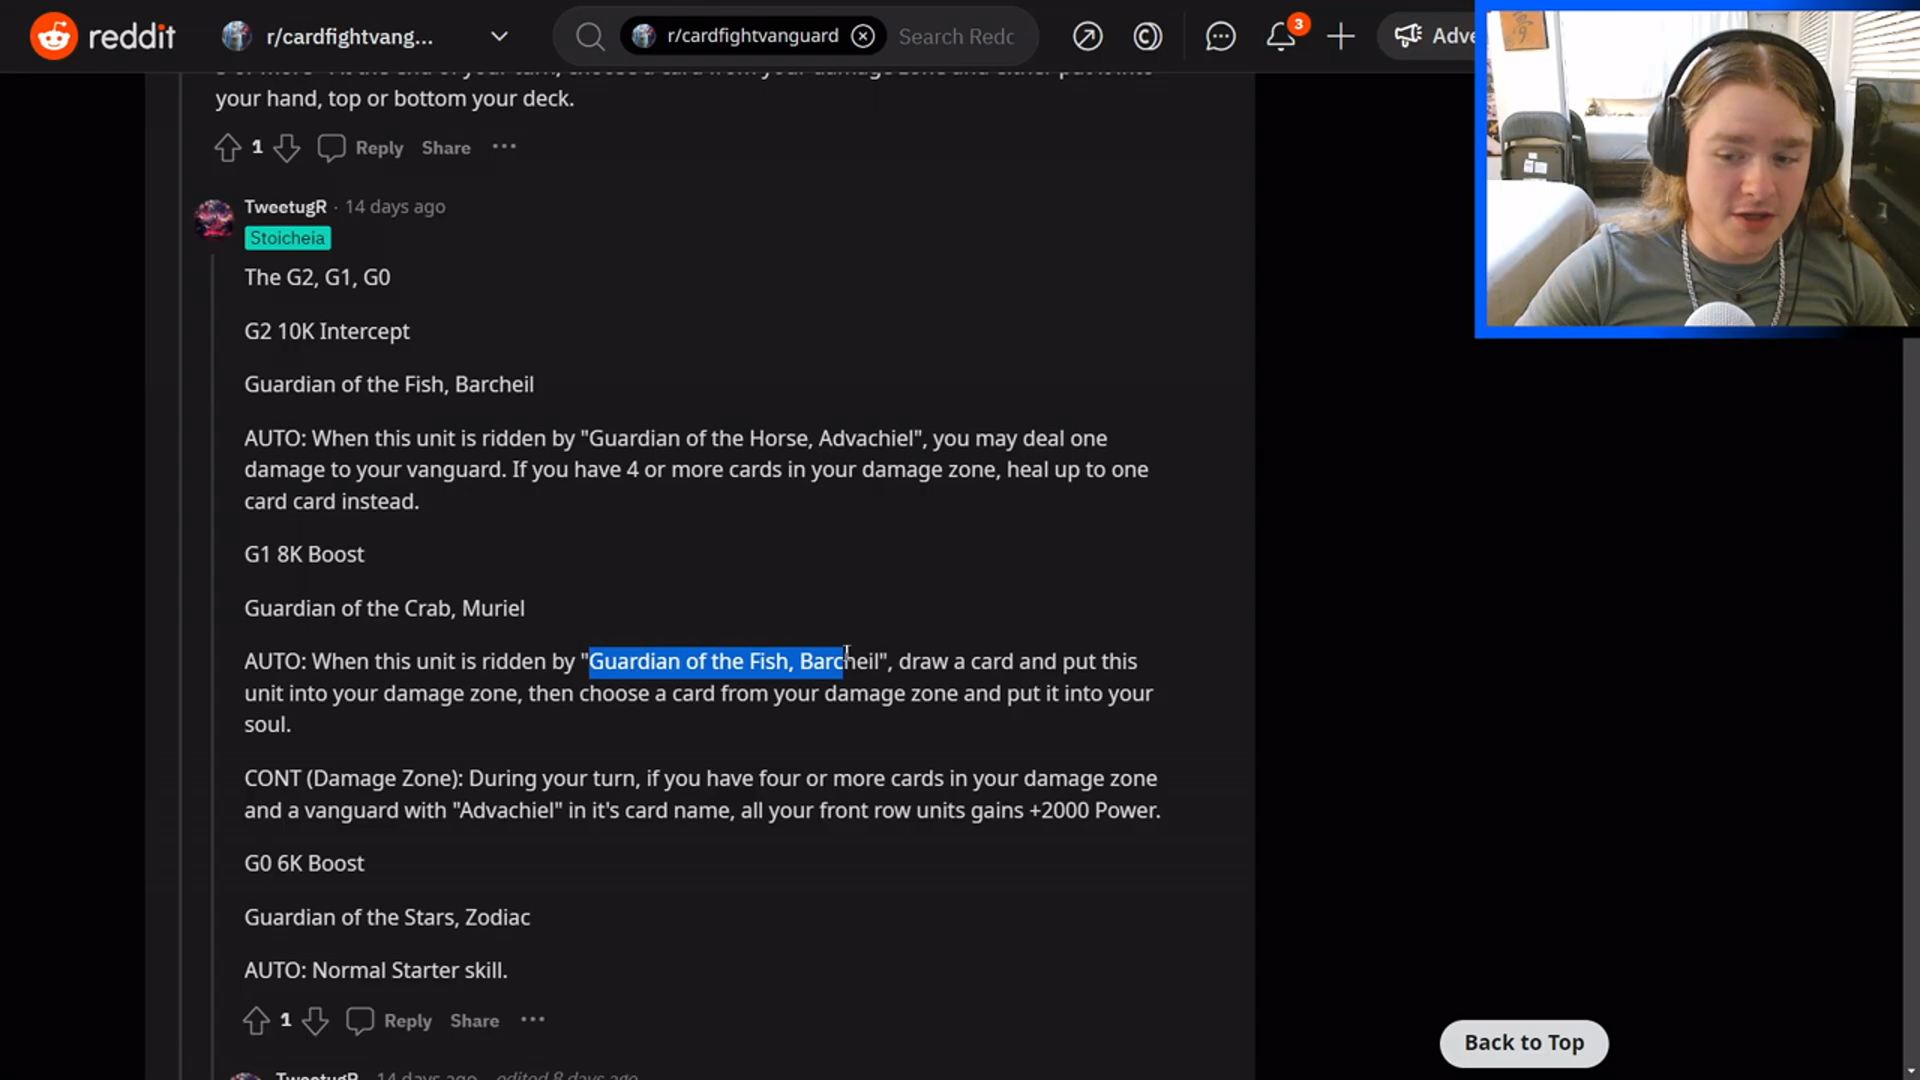 reddit
r/cardfightvang...
r/cardfightvanguard
Search Redc
3
Adve
your hand, top or bottom your deck.
1 Reply Share ...
TweetugR · 14 days ago
Stoicheia
The G2, G1, G0
G2 10K Intercept
Guardian of the Fish, Barcheil
AUTO: When this unit is ridden by "Guardian of the Horse, Advachiel", you may deal one
damage to your vanguard. If you have 4 or more cards in your damage zone, heal up to one
card card instead.
G1 8K Boost
Guardian of the Crab, Muriel
AUTO: When this unit is ridden by "Guardian of the Fish, Barcheil", draw a card and put this
unit into your damage zone, then choose a card from your damage zone and put it into your
soul.
CONT (Damage Zone): During your turn, if you have four or more cards in your damage zone
and a vanguard with "Advachiel" in it's card name, all your front row units gains +2000 Power.
G0 6K Boost
Guardian of the Stars, Zodiac
AUTO: Normal Starter skill.
1 Reply Share ...
Back to Top
TweetugR · 14 days ago · edited 8 days ago